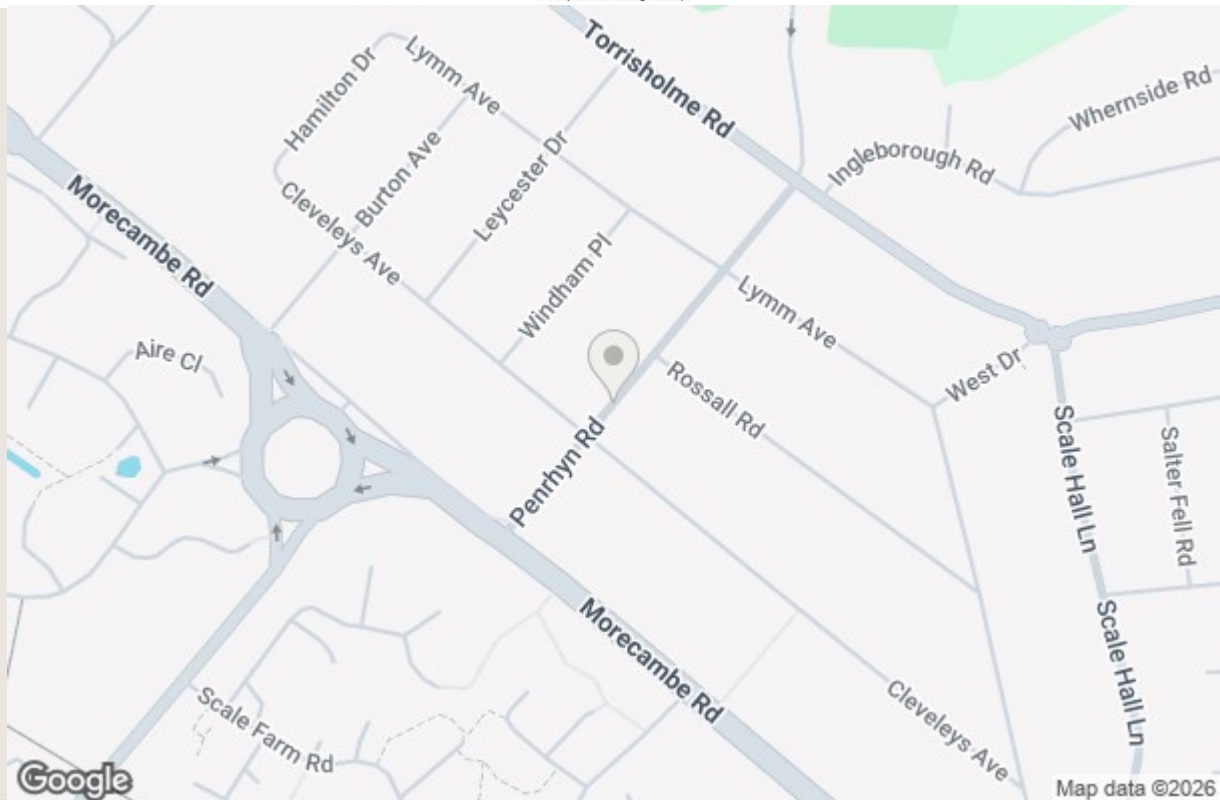 Torrisholme Rd
Hamilton Dr
Lymm Ave
Whernside Rd
Burton Ave
Leycester Dr
Ingleborough Rd
Morecambe Rd
Cleveleys Ave
Windham Pl
Lymm Ave
Aire Cl
West Dr
Rossall Rd
Scale Hall Ln
Salter Fell Rd
Penrhyn Rd
Morecambe Rd
Scale Hall Ln
Scale Farm Rd
Cleveleys Ave
Google
Map data ©2026